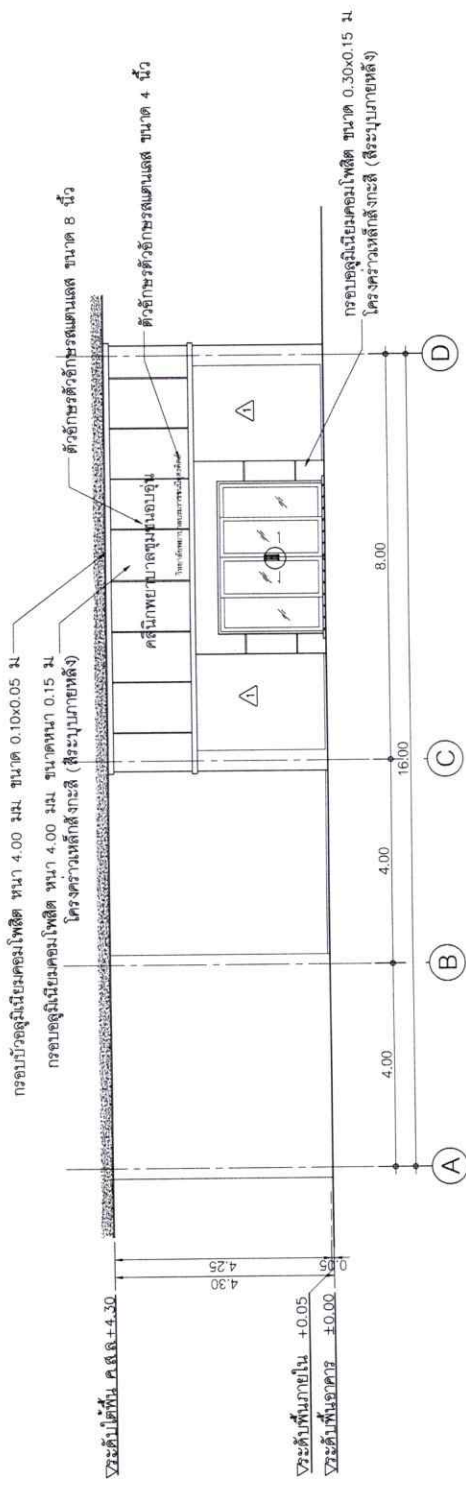 กรอบบัวอลูมิเนียมคอมโพสิต หนา 4.00 มม. ขนาด 0.10x0.05 ม.
กรอบอลูมิเนียมคอมโพสิต หนา 4.00 มม. ขนาดหนา 0.15 ม.
โครงคร่าวเหล็กสังกะสี (สีระบุภายหลัง)
ตัวอักษรตัวอักษรสแตนเลส ขนาด 8 นิ้ว
ตัวอักษรตัวอักษรสแตนเลส ขนาด 4 นิ้ว
กรอบอลูมิเนียมคอมโพสิต ขนาด 0.30x0.15 ม.
โครงคร่าวเหล็กสังกะสี (สีระบุภายหลัง)
คลีนิกพยาบาลชุมชนอบอุ่น
1
1
ระดับใต้พื้น ค.ส.ล.+4.30
ระดับพื้นภายใน +0.05
ระดับพื้นอาคาร ±0.00
4.25
4.30
0.05
4.00
4.00
8.00
16.00
A
B
C
D